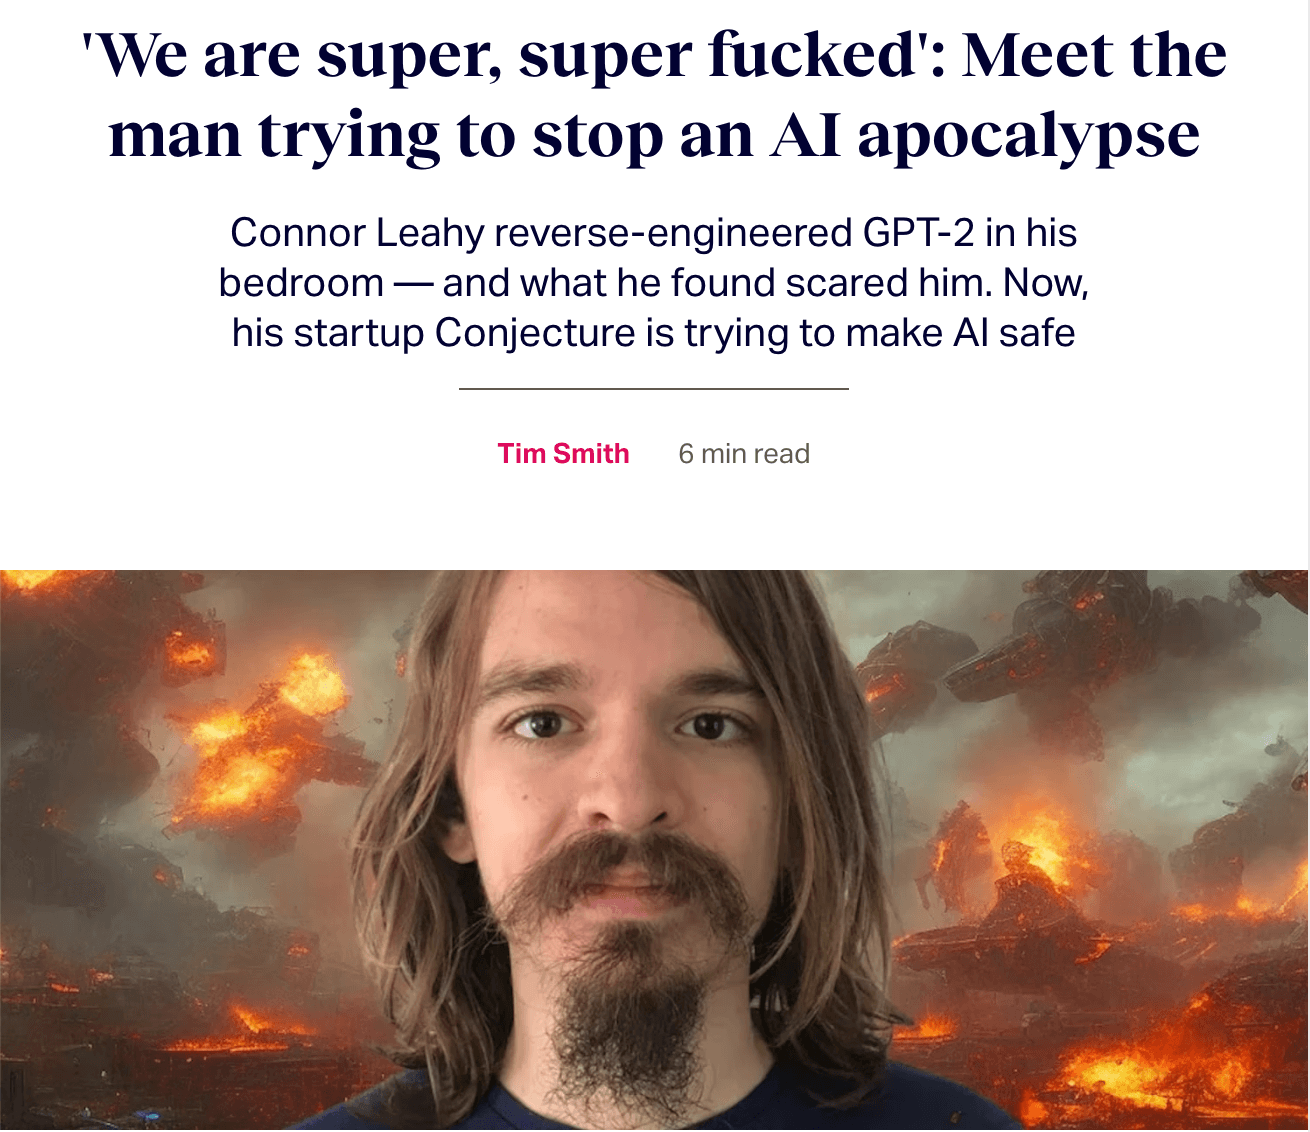 'We are super, super fucked': Meet the
man trying to stop an AI apocalypse
Connor Leahy reverse-engineered GPT-2 in his
bedroom — and what he found scared him. Now,
his startup Conjecture is trying to make AI safe
Tim Smith 6 min read